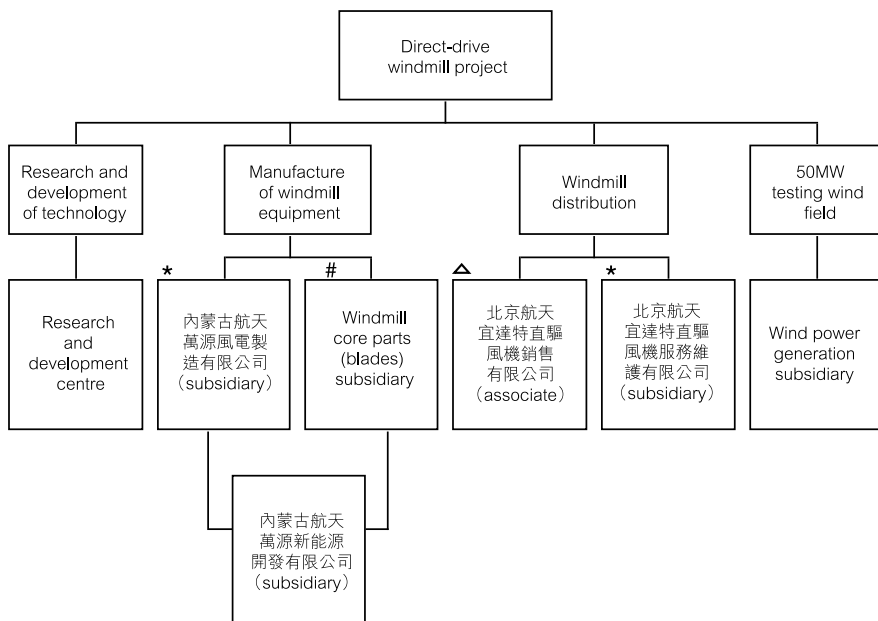 Direct-drive
windmill project
Research and
development
of technology
Manufacture
of windmill
equipment
Windmill
distribution
50MW
testing wind
field
*
#
△
*
Research
and
development
centre
內蒙古航天
萬源風電製
造有限公司
(subsidiary)
Windmill
core parts
(blades)
subsidiary
北京航天
宜達特直驅
風機銷售
有限公司
(associate)
北京航天
宜達特直驅
風機服務維
護有限公司
(subsidiary)
Wind power
generation
subsidiary
內蒙古航天
萬源新能源
開發有限公司
(subsidiary)